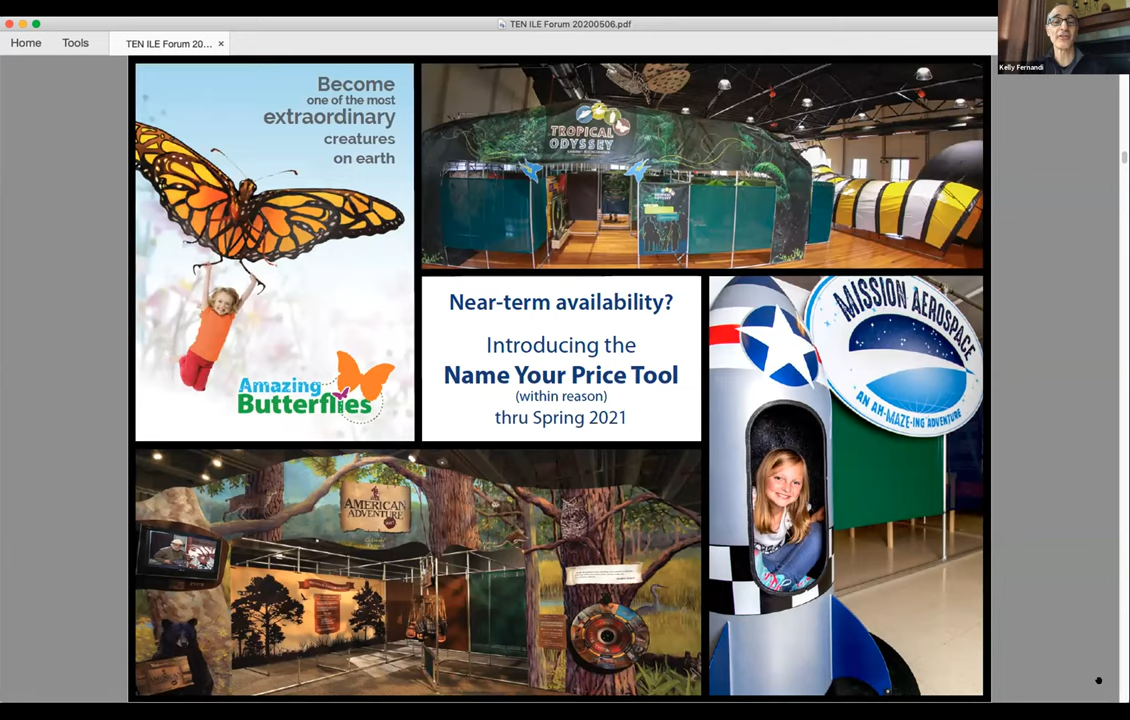 TEN ILE Forum 20200506.pdf
Home
Tools
TEN ILE Forum 20...
×
Kelly Fernandi
Become
one of the most
extraordinary
creatures
on earth
Amazing
Butterflies
TROPICAL
ODYSSEY
Near-term availability?
Introducing the
Name Your Price Tool
(within reason)
thru Spring 2021
MISSION AEROSPACE
AN AH-MAZE-ING ADVENTURE
AMERICAN
ADVENTURE